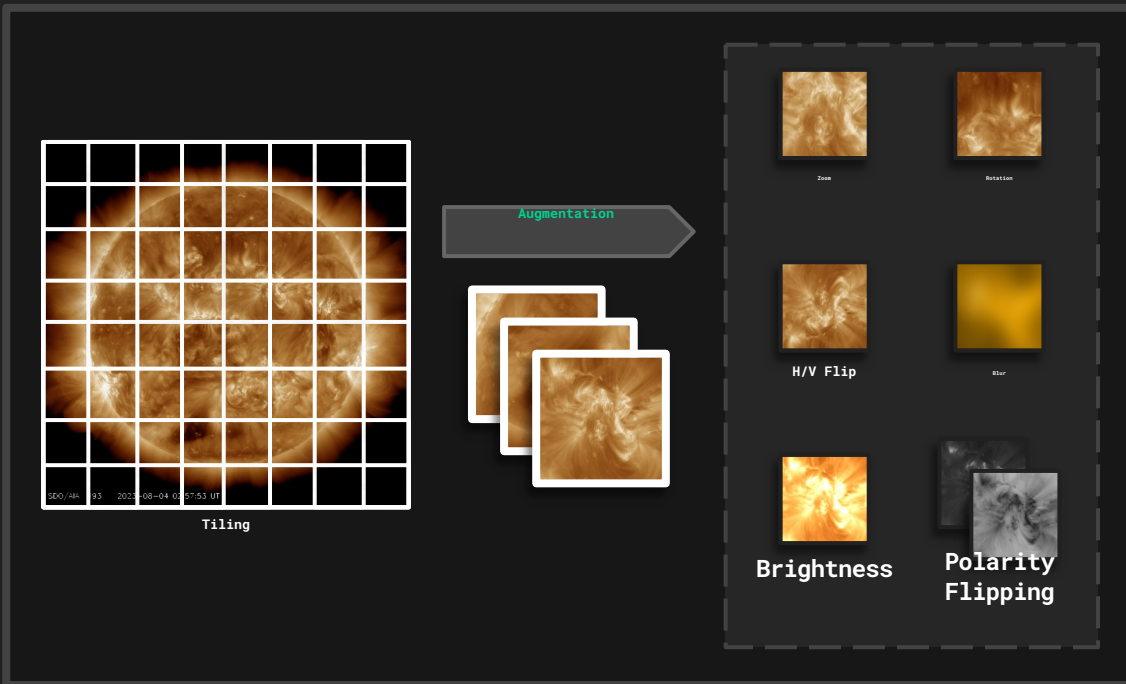 Zoom
Rotation
Augmentation
H/V Flip
Blur
SDO/AIA 193 2023-08-04 02:57:53 UT
Tiling
Brightness
Polarity
Flipping